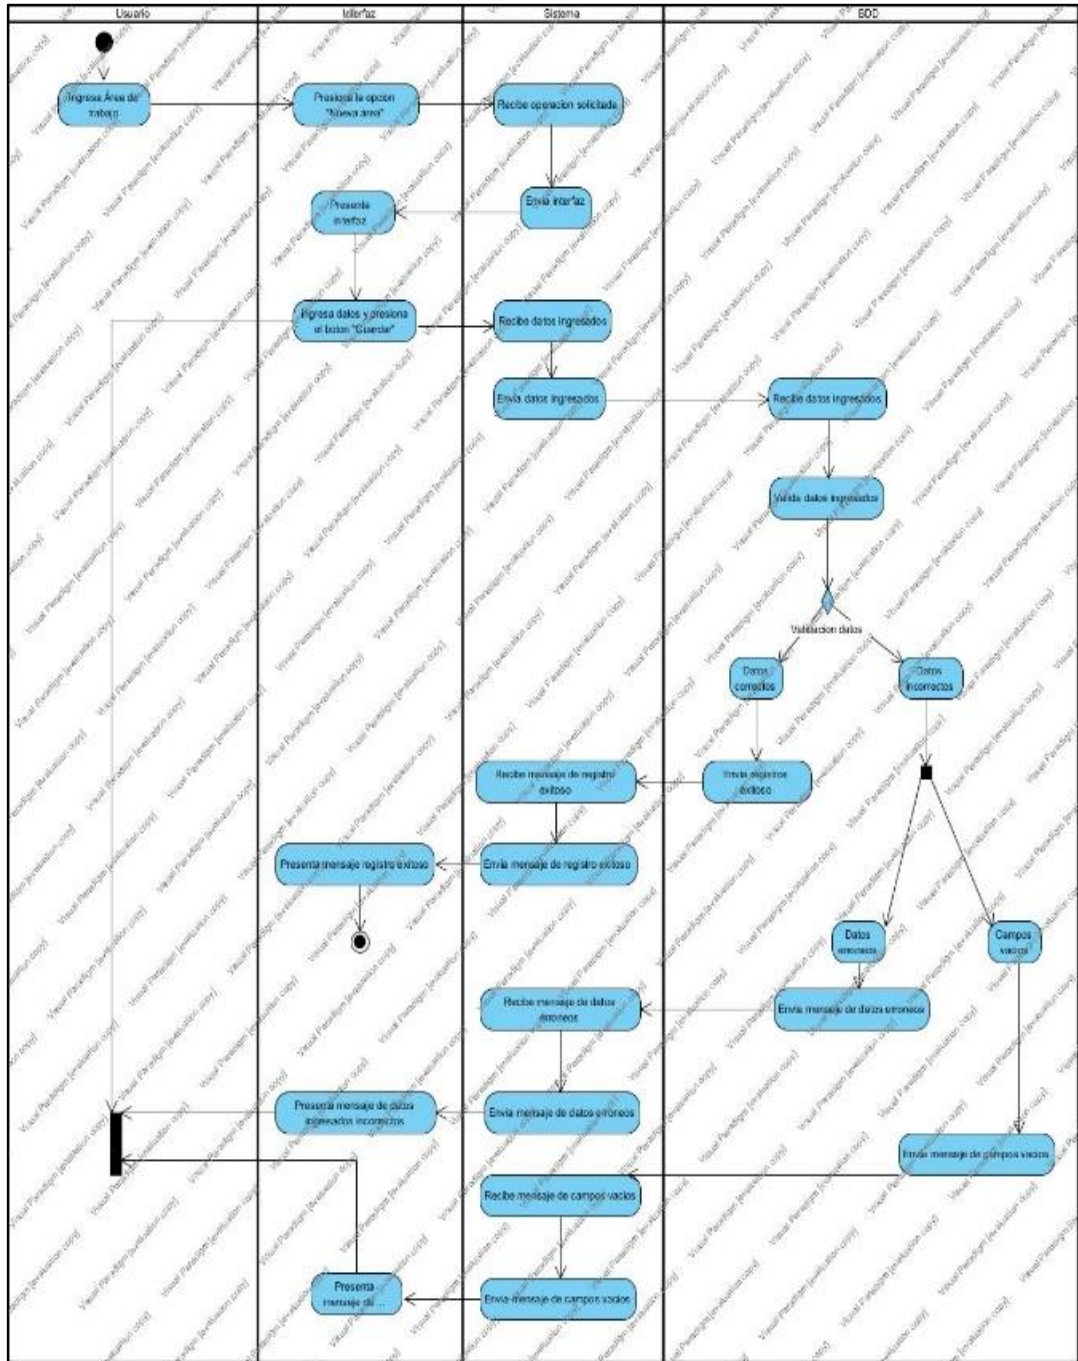 Usuario
Interfaz
Sistema
BDD
Ingresa Área de
trabajo
Presiona la opcion
"Nueva área"
Recibe operacion solicitada
Presenta
interfaz
Envia interfaz
Ingresa datos y presiona
el boton "Guardar"
Recibe datos ingresados
Envia datos ingresados
Recibe datos ingresados
Valida datos ingresados
Validacion datos
Datos
correctos
Datos
incorrectos
Recibe mensaje de registro
exitoso
Envia registros
exitoso
Presenta mensaje registro exitoso
Envia mensaje de registro exitoso
Datos
erroneos
Campos
vacios
Recibe mensaje de datos
erroneos
Envia mensaje de datos erroneos
Presenta mensaje de datos
ingresados incorrectos
Envia mensaje de datos erroneos
Envia mensaje de campos vacios
Recibe mensaje de campos vacios
Presenta
mensaje de ...
Envia mensaje de campos vacios
Visual Paradigm [evaluation copy]